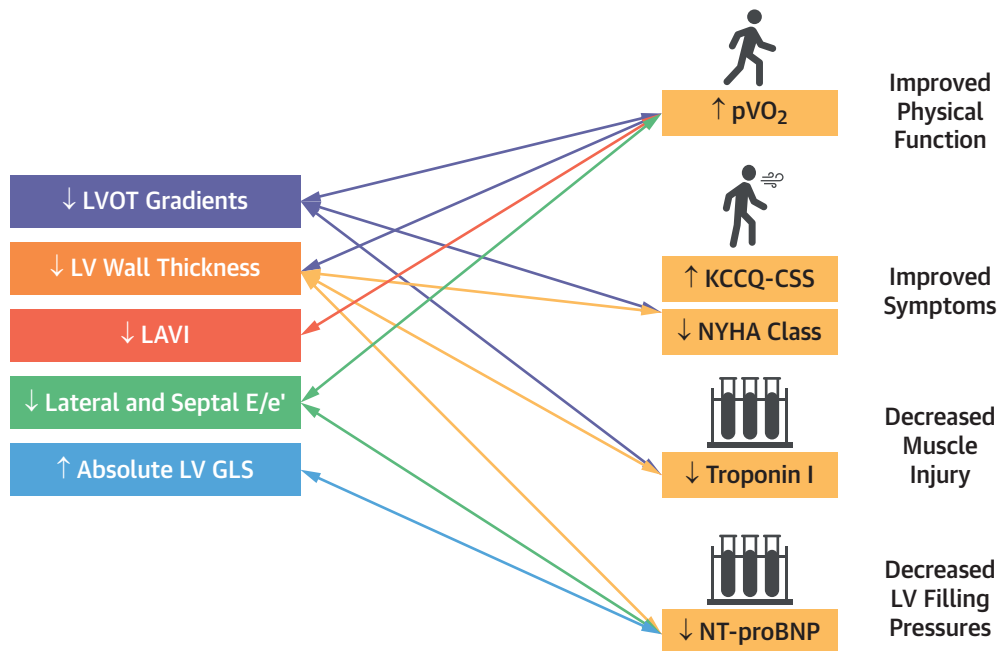 ↓ LVOT Gradients
↓ LV Wall Thickness
↓ LAVI
↓ Lateral and Septal E/e'
↑ Absolute LV GLS
↑ pVO₂
Improved
Physical
Function
↑ KCCQ-CSS
↓ NYHA Class
Improved
Symptoms
↓ Troponin I
Decreased
Muscle
Injury
↓ NT-proBNP
Decreased
LV Filling
Pressures